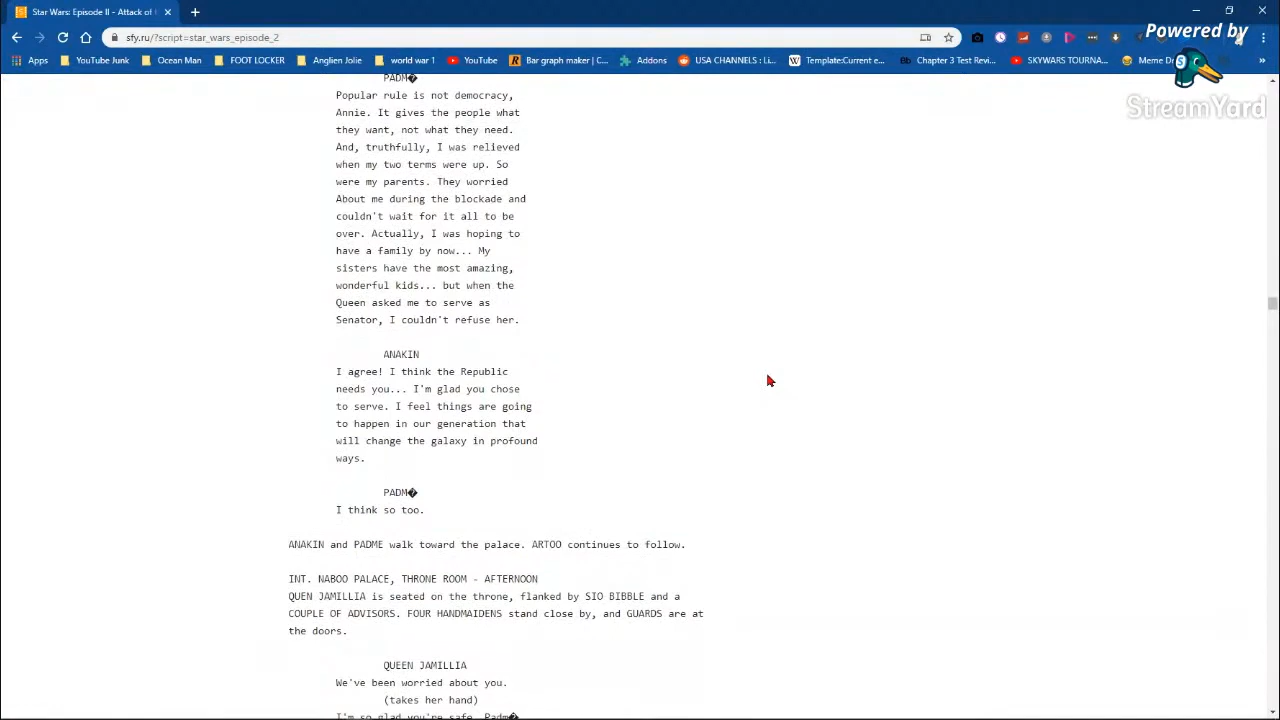 Star Wars: Episode II - Attack of
sfy.ru/?script=star_wars_episode_2
Powered by
StreamYard
Apps
YouTube Junk
Ocean Man
FOOT LOCKER
Anglien Jolie
world war 1
YouTube
Bar graph maker | C...
Addons
USA CHANNELS : Li...
Template:Current e...
Chapter 3 Test Revi...
SKYWARS TOURNA...
Meme D
PADM�
Popular rule is not democracy,
Annie. It gives the people what
they want, not what they need.
And, truthfully, I was relieved
when my two terms were up. So
were my parents. They worried
About me during the blockade and
couldn't wait for it all to be
over. Actually, I was hoping to
have a family by now... My
sisters have the most amazing,
wonderful kids... but when the
Queen asked me to serve as
Senator, I couldn't refuse her.
ANAKIN
I agree! I think the Republic
needs you... I'm glad you chose
to serve. I feel things are going
to happen in our generation that
will change the galaxy in profound
ways.
PADM�
I think so too.
ANAKIN and PADME walk toward the palace. ARTOO continues to follow.
INT. NABOO PALACE, THRONE ROOM - AFTERNOON
QUEN JAMILLIA is seated on the throne, flanked by SIO BIBBLE and a
COUPLE OF ADVISORS. FOUR HANDMAIDENS stand close by, and GUARDS are at
the doors.
QUEEN JAMILLIA
We've been worried about you.
(takes her hand)
I'm so glad you're safe, Padm�